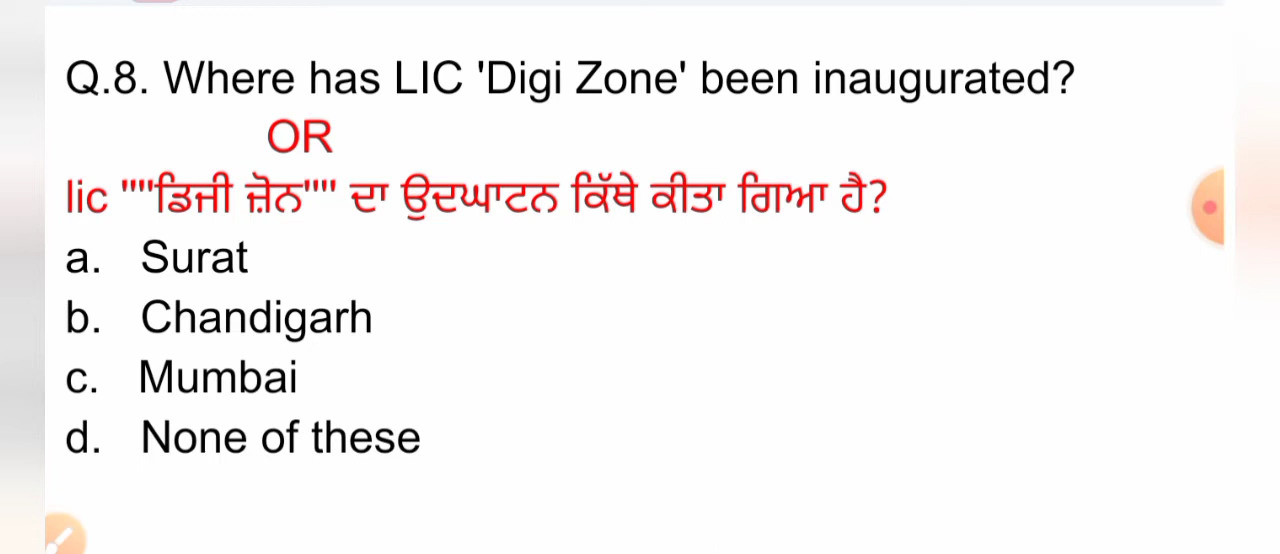 Q.8. Where has LIC 'Digi Zone' been inaugurated?
OR
lic """ਡਿਜੀ ਜ਼ੋਨ"""" ਦਾ ਉਦਘਾਟਨ ਕਿੱਥੇ ਕੀਤਾ ਗਿਆ ਹੈ?
a. Surat
b. Chandigarh
c. Mumbai
d. None of these